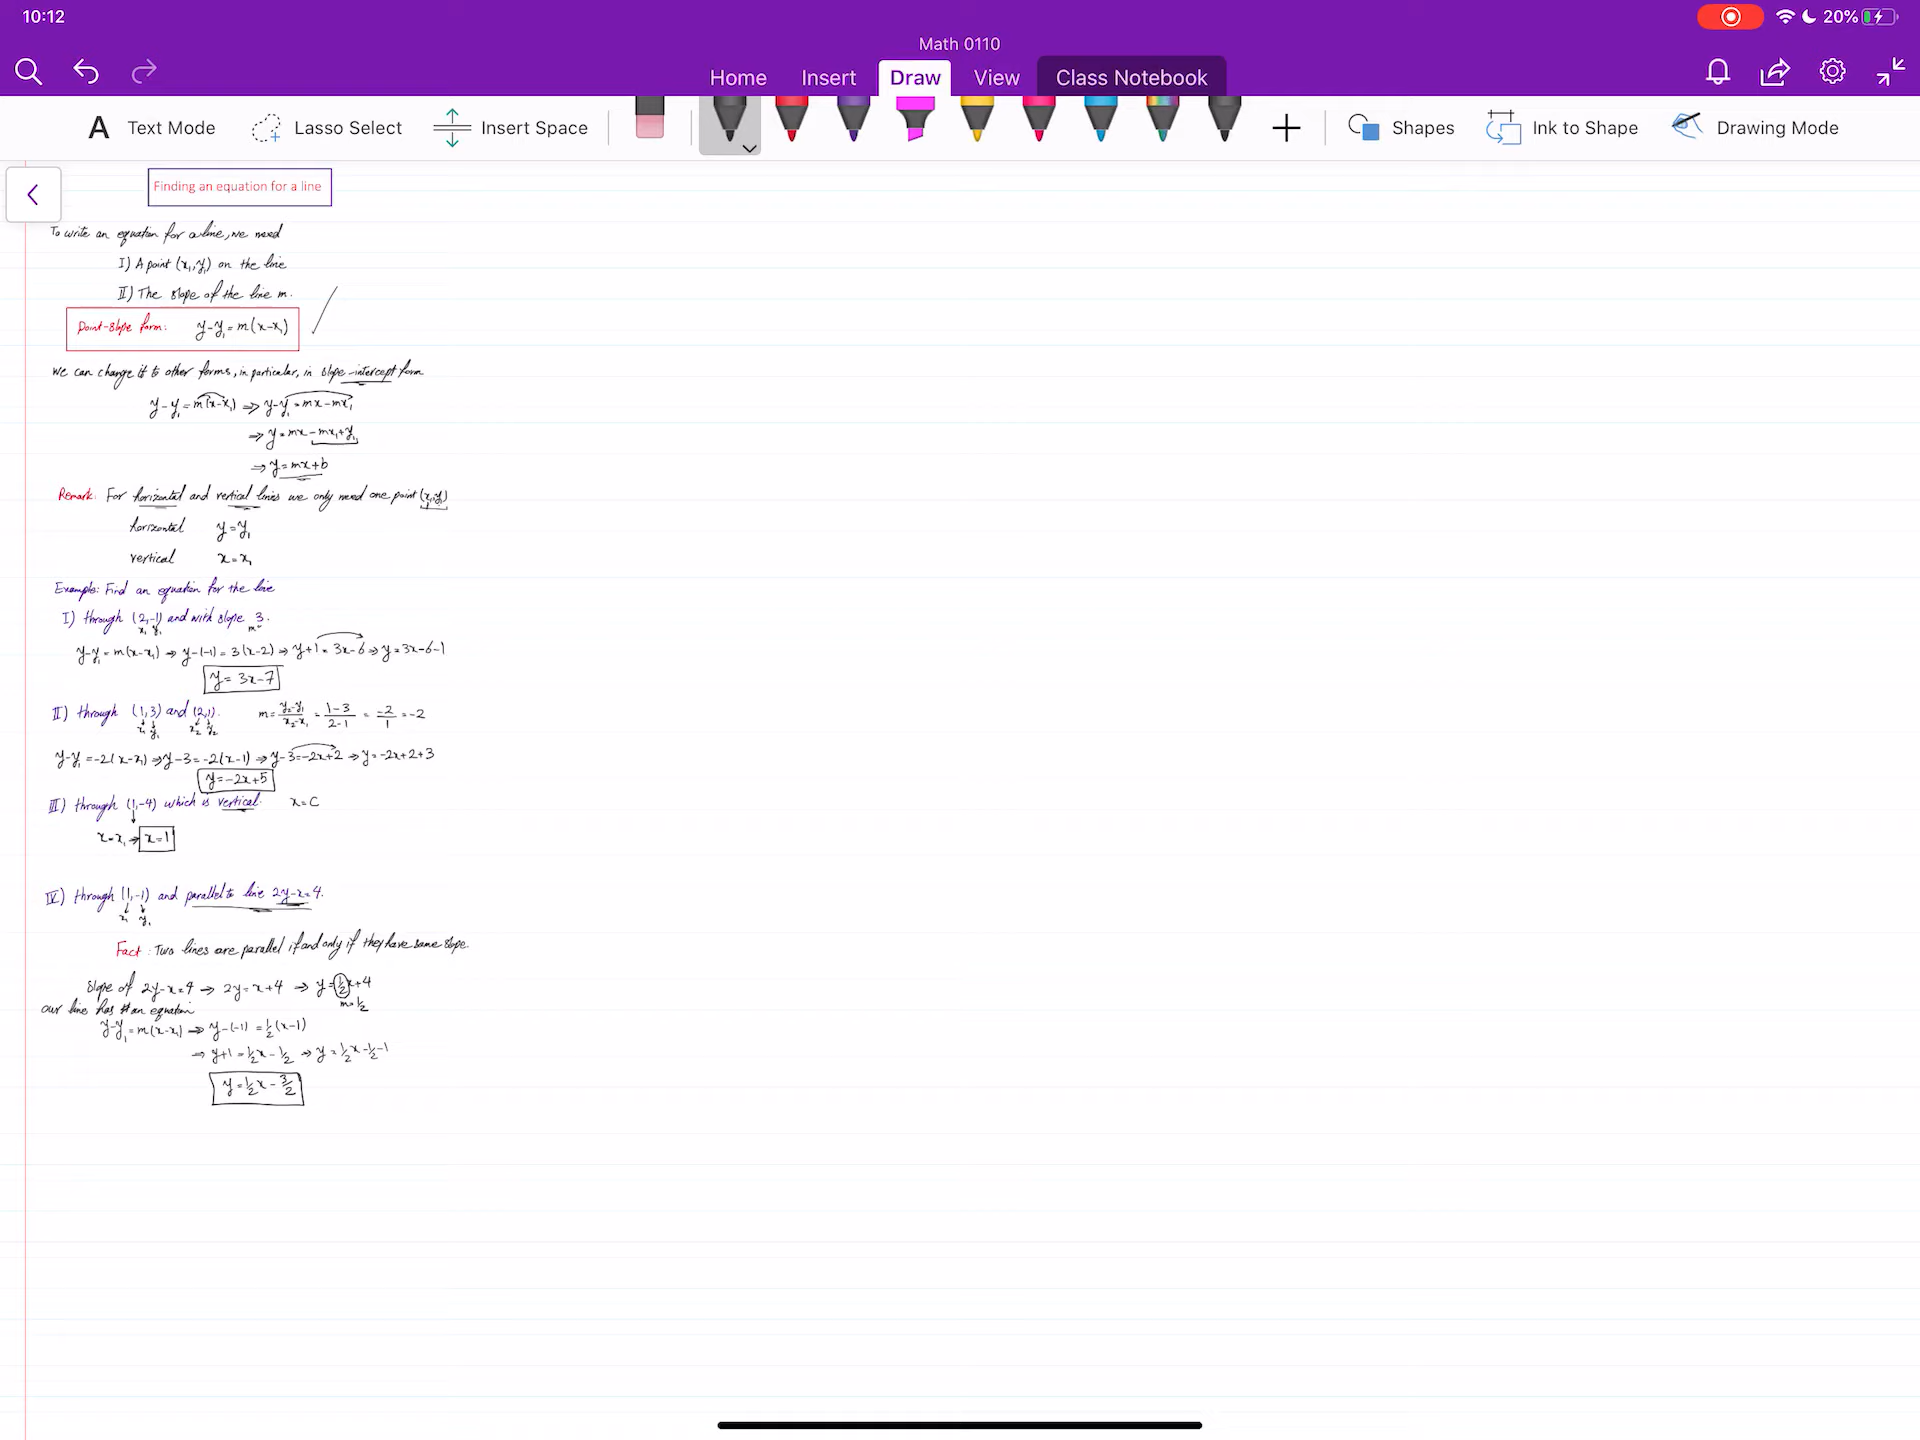 10:12
20%
Math 0110
Home Insert Draw View Class Notebook
A Text Mode Lasso Select Insert Space Shapes Ink to Shape Drawing Mode
Finding an equation for a line
To write an equation for a line, we need
I) A point (x₁,y₁) on the line
II) The slope of the line m.
Point-slope form: y-y₁=m(x-x₁)
We can change it to other forms, in particular, in slope-intercept form
y-y₁=m(x-x₁) ⇒ y-y₁=mx-mx₁
⇒ y=mx-mx₁+y₁
⇒ y=mx+b
Remark: For horizontal and vertical lines we only need one point (x₁,y₁)
horizontal y=y₁
vertical x=x₁
Example: Find an equation for the line
I) through (2,-1) and with slope 3.
x₁ y₁ m=
y-y₁=m(x-x₁) ⇒ y-(-1)=3(x-2) ⇒ y+1=3x-6 ⇒ y=3x-6-1
y=3x-7
II) through (1,3) and (2,1). m=y₂-y₁/x₂-x₁=1-3/2-1=-2/1=-2
x₁ y₁ x₂ y₂
y-y₁=-2(x-x₁) ⇒ y-3=-2(x-1) ⇒ y-3=-2x+2 ⇒ y=-2x+2+3
y=-2x+5
III) through (1,-4) which is vertical. x=c
x=x₁ → x=1
IV) through (1,-1) and parallel to line 2y-x=4.
x₁ y₁
Fact: Two lines are parallel if and only if they have same slope.
Slope of 2y-x=4 ⇒ 2y=x+4 ⇒ y=½x+4
m=½
our line has an equation
y-y₁=m(x-x₁) ⇒ y-(-1)=½(x-1)
⇒ y+1=½x-½ ⇒ y=½x-½-1
y=½x-3/2